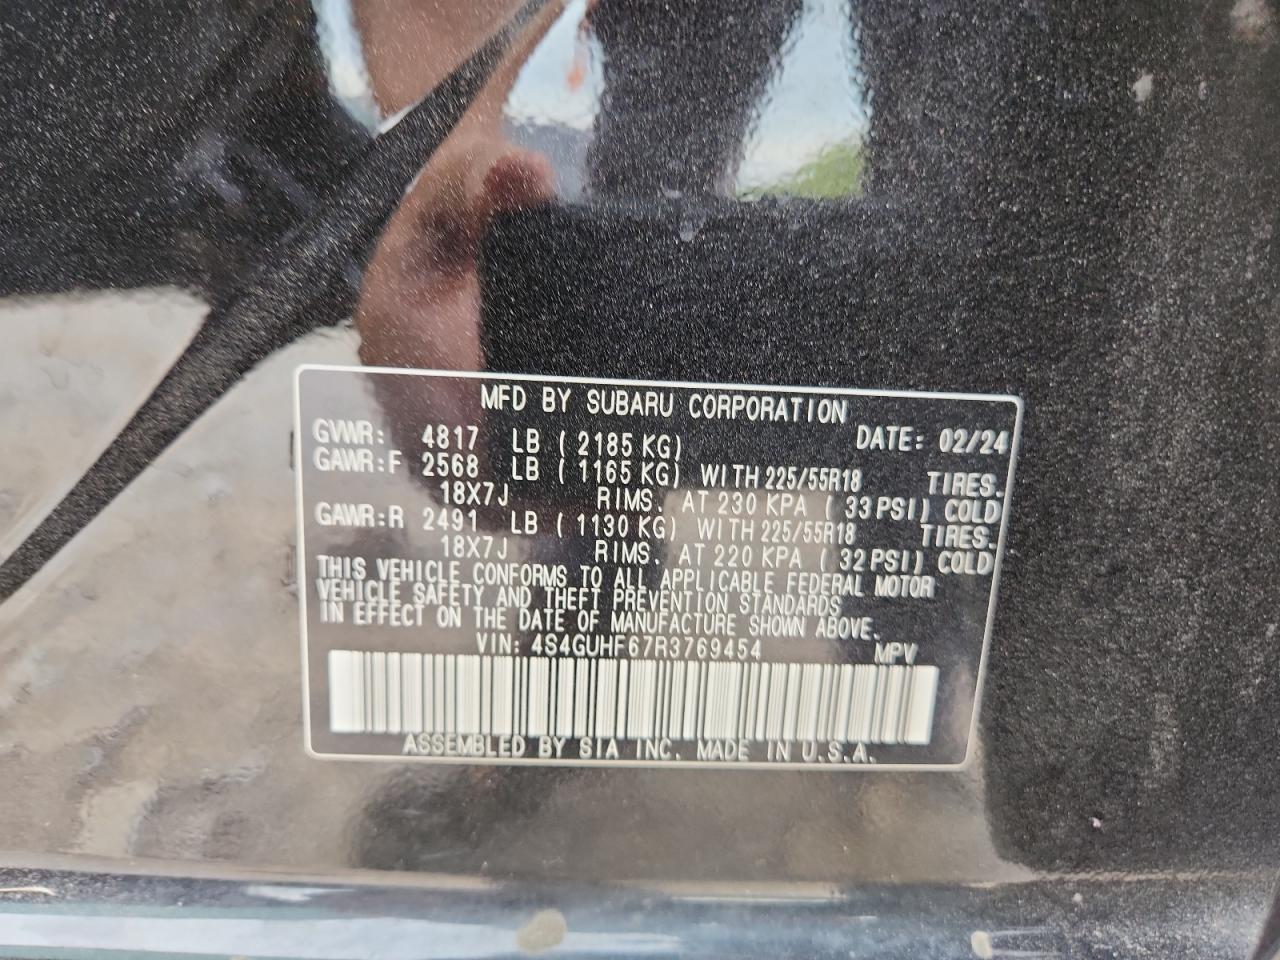 MFD BY SUBARU CORPORATION
GVWR: 4817 LB ( 2185 KG) DATE: 02/24
GAWR:F 2568 LB ( 1165 KG) WITH 225/55R18 TIRES.
18X7J RIMS. AT 230 KPA ( 33 PSI) COLD
GAWR:R 2491 LB ( 1130 KG) WITH 225/55R18 TIRES.
18X7J RIMS. AT 220 KPA ( 32 PSI) COLD
THIS VEHICLE CONFORMS TO ALL APPLICABLE FEDERAL MOTOR
VEHICLE SAFETY AND THEFT PREVENTION STANDARDS
IN EFFECT ON THE DATE OF MANUFACTURE SHOWN ABOVE.
VIN: 4S4GUHF67R3769454 MPV
ASSEMBLED BY SIA INC. MADE IN U.S.A.